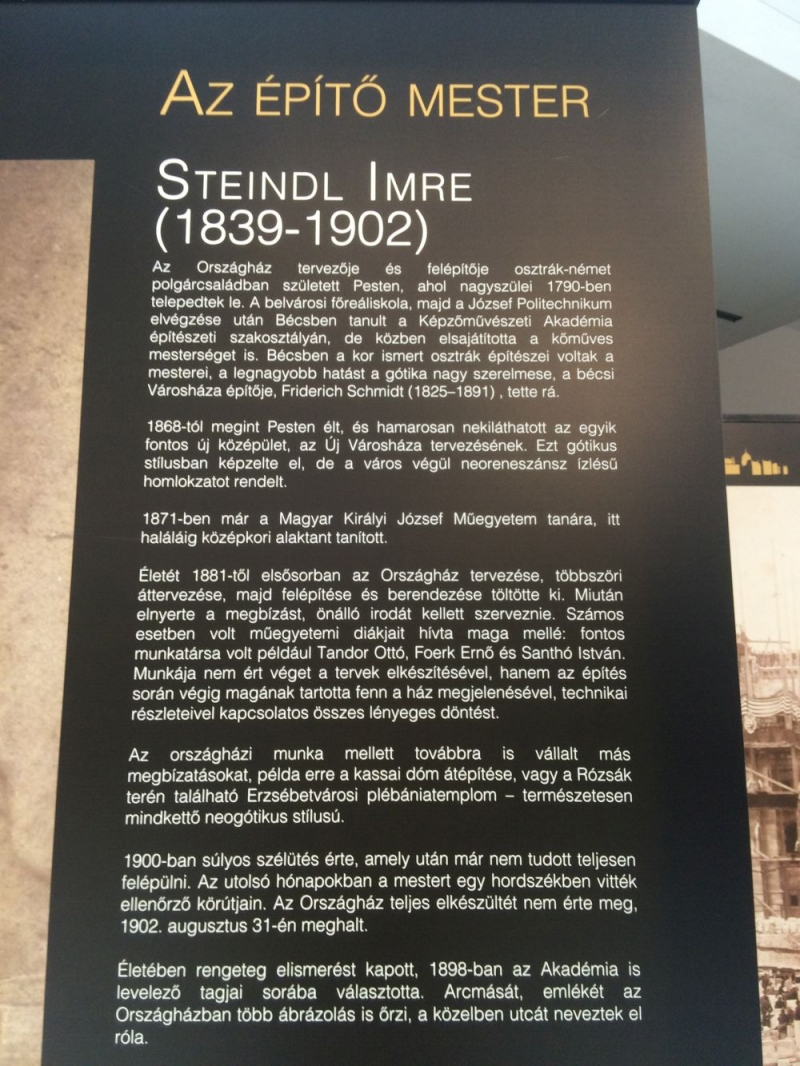 AZ ÉPÍTŐ MESTER
STEINDL IMRE
(1839-1902)
Az Országház tervezője és felépítője osztrák-német
polgárcsaládban született Pesten, ahol nagyszülei 1790-ben
telepedtek le. A belvárosi főreáliskola, majd a József Politechnikum
elvégzése után Bécsben tanult a Képzőművészeti Akadémia
építészeti szakosztályán, de közben elsajátította a kőműves
mesterséget is. Bécsben a kor ismert osztrák építészei voltak a
mesterei, a legnagyobb hatást a gótika nagy szerelmese, a bécsi
Városháza építője, Friderich Schmidt (1825–1891) , tette rá.
1868-tól megint Pesten élt, és hamarosan nekiláthatott az egyik
fontos új középület, az Új Városháza tervezésének. Ezt gótikus
stílusban képzelte el, de a város végül neoreneszánsz ízlésű
homlokzatot rendelt.
1871-ben már a Magyar Királyi József Műegyetem tanára, itt
haláláig középkori alaktant tanított.
Életét 1881-től elsősorban az Országház tervezése, többszöri
áttervezése, majd felépítése és berendezése töltötte ki. Miután
elnyerte a megbízást, önálló irodát kellett szerveznie. Számos
esetben volt műegyetemi diákjait hívta maga mellé: fontos
munkatársa volt például Tandor Ottó, Foerk Ernő és Santhó István.
Munkája nem ért véget a tervek elkészítésével, hanem az építés
során végig magának tartotta fenn a ház megjelenésével, technikai
részleteivel kapcsolatos összes lényeges döntést.
Az országházi munka mellett továbbra is vállalt más
megbízatásokat, példa erre a kassai dóm átépítése, vagy a Rózsák
terén található Erzsébetvárosi plébániatemplom – természetesen
mindkettő neogótikus stílusú.
1900-ban súlyos szélütés érte, amely után már nem tudott teljesen
felépülni. Az utolsó hónapokban a mestert egy hordszékben vitték
ellenőrző körútjain. Az Országház teljes elkészültét nem érte meg,
1902. augusztus 31-én meghalt.
Életében rengeteg elismerést kapott, 1898-ban az Akadémia is
levelező tagjai sorába választotta. Arcmását, emlékét az
Országházban több ábrázolás is őrzi, a közelben utcát neveztek el
róla.